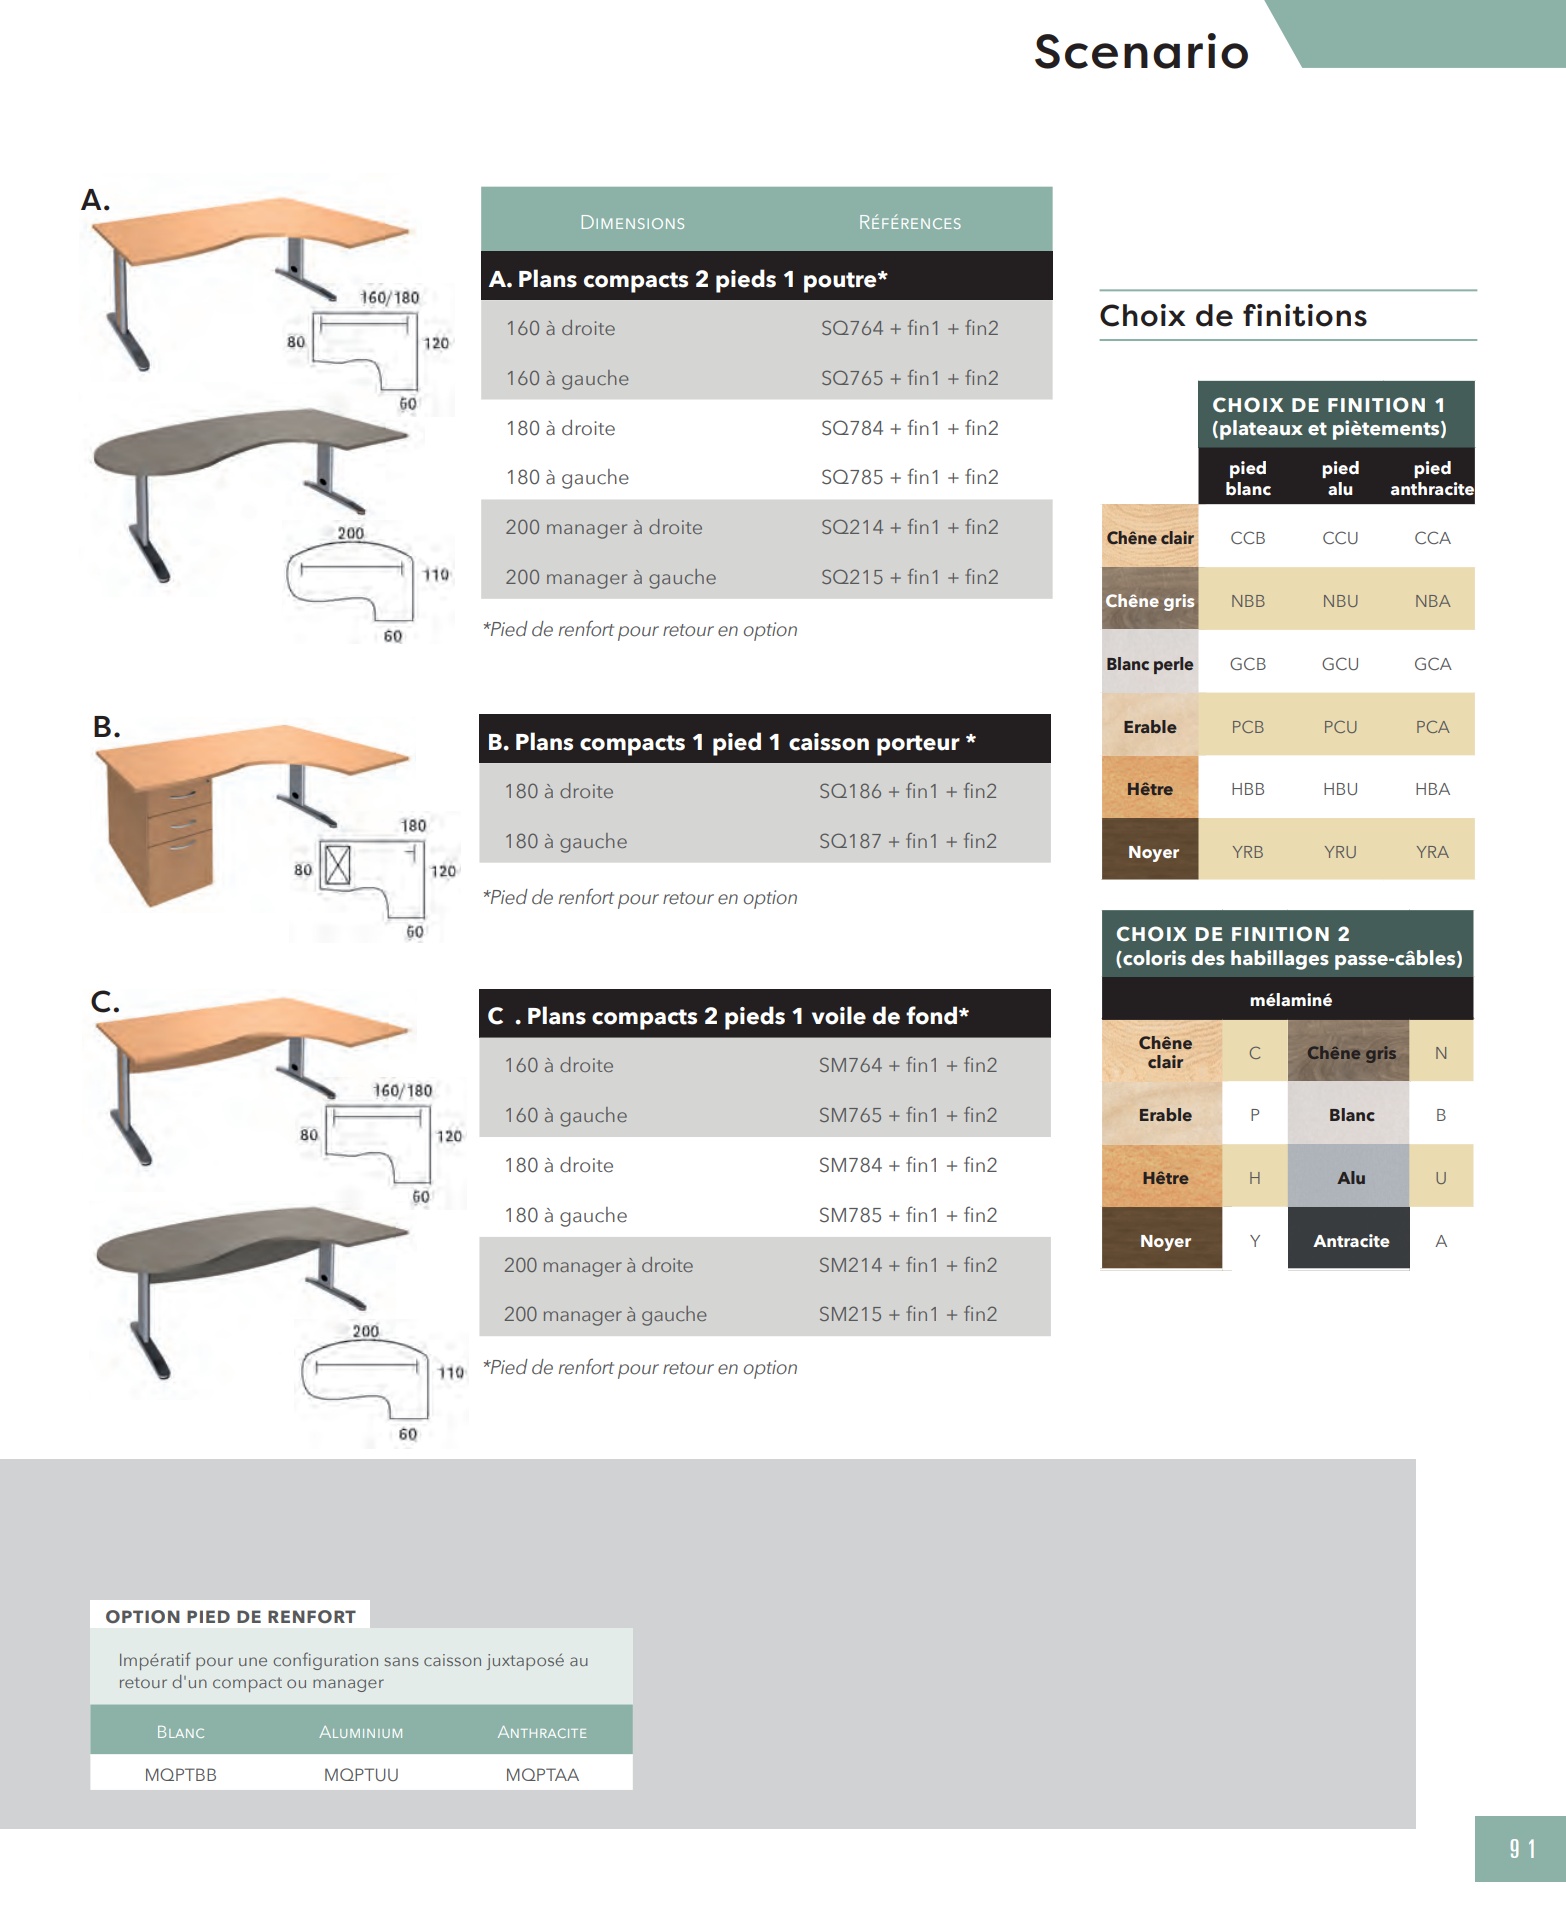 Scenario
A.
160/180
80
120
60
200
110
60
DIMENSIONS RÉFÉRENCES
A. Plans compacts 2 pieds 1 poutre*
160 à droite SQ764 + fin1 + fin2
160 à gauche SQ765 + fin1 + fin2
180 à droite SQ784 + fin1 + fin2
180 à gauche SQ785 + fin1 + fin2
200 manager à droite SQ214 + fin1 + fin2
200 manager à gauche SQ215 + fin1 + fin2
*Pied de renfort pour retour en option
B.
180
80
120
60
B. Plans compacts 1 pied 1 caisson porteur *
180 à droite SQ186 + fin1 + fin2
180 à gauche SQ187 + fin1 + fin2
*Pied de renfort pour retour en option
C.
160/180
80
120
60
200
110
60
C . Plans compacts 2 pieds 1 voile de fond*
160 à droite SM764 + fin1 + fin2
160 à gauche SM765 + fin1 + fin2
180 à droite SM784 + fin1 + fin2
180 à gauche SM785 + fin1 + fin2
200 manager à droite SM214 + fin1 + fin2
200 manager à gauche SM215 + fin1 + fin2
*Pied de renfort pour retour en option
Choix de finitions
CHOIX DE FINITION 1
(plateaux et piètements)
pied pied pied
blanc alu anthracite
Chêne clair CCB CCU CCA
Chêne gris NBB NBU NBA
Blanc perle GCB GCU GCA
Erable PCB PCU PCA
Hêtre HBB HBU HBA
Noyer YRB YRU YRA
CHOIX DE FINITION 2
(coloris des habillages passe-câbles)
mélaminé
Chêne
clair C Chêne gris N
Erable P Blanc B
Hêtre H Alu U
Noyer Y Antracite A
OPTION PIED DE RENFORT
Impératif pour une configuration sans caisson juxtaposé au
retour d'un compact ou manager
BLANC ALUMINIUM ANTHRACITE
MQPTBB MQPTUU MQPTAA
91